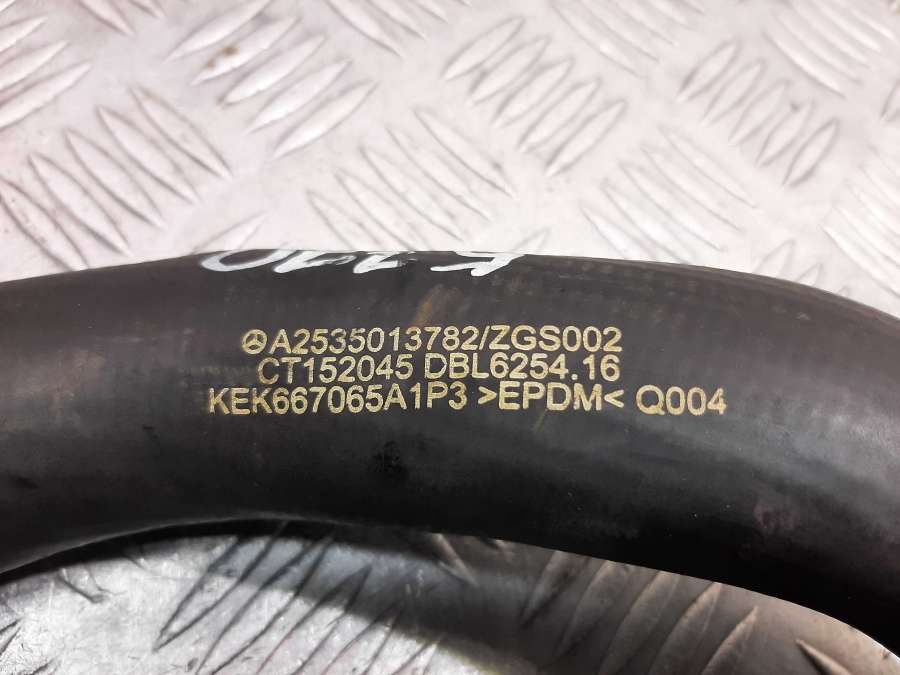 A2535013782/ZGS002
CT152045 DBL6254.16
KEK667065A1P3 >EPDM< Q004